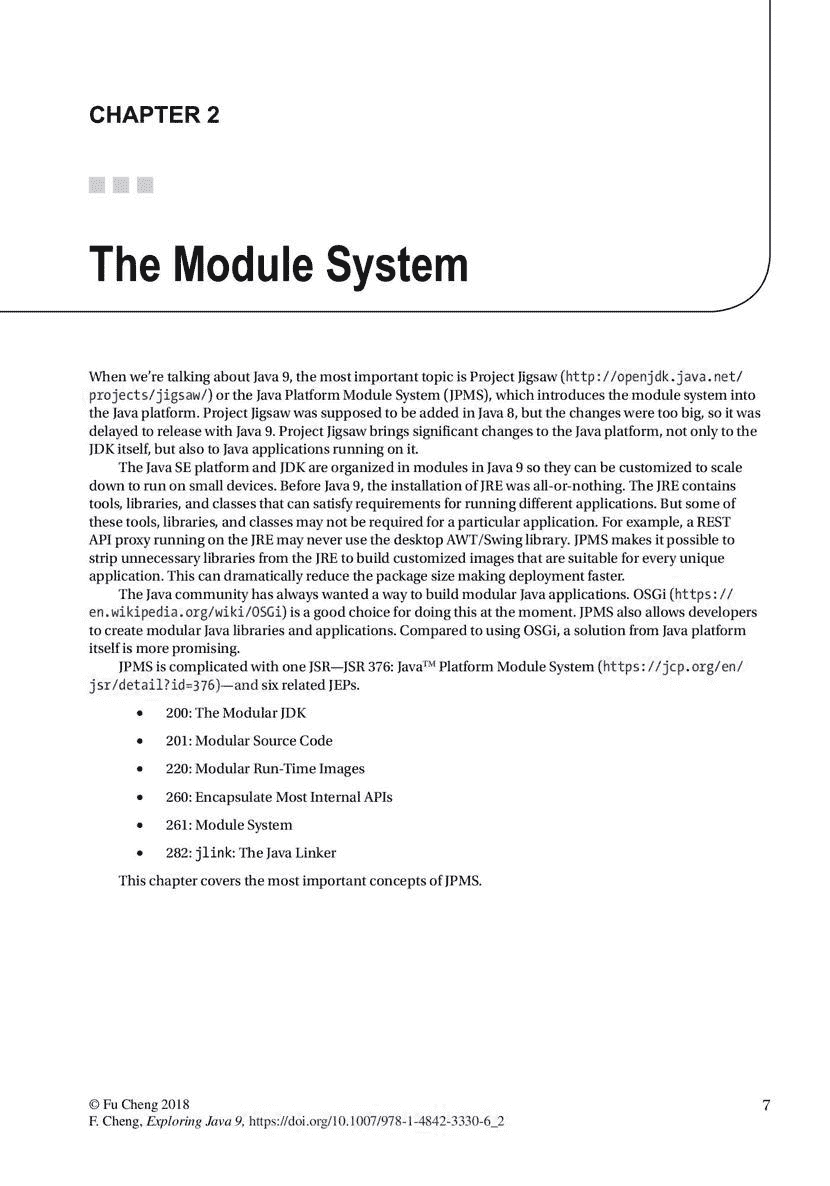 CHAPTER 2
The Module System
When we’re talking about Java 9, the most important topic is Project Jigsaw (http://openjdk.java.net/
projects/jigsaw/) or the Java Platform Module System (JPMS), which introduces the module system into
the Java platform. Project Jigsaw was supposed to be added in Java 8, but the changes were too big, so it was
delayed to release with Java 9. Project Jigsaw brings significant changes to the Java platform, not only to the
JDK itself, but also to Java applications running on it.
The Java SE platform and JDK are organized in modules in Java 9 so they can be customized to scale
down to run on small devices. Before Java 9, the installation of JRE was all-or-nothing. The JRE contains
tools, libraries, and classes that can satisfy requirements for running different applications. But some of
these tools, libraries, and classes may not be required for a particular application. For example, a REST
API proxy running on the JRE may never use the desktop AWT/Swing library. JPMS makes it possible to
strip unnecessary libraries from the JRE to build customized images that are suitable for every unique
application. This can dramatically reduce the package size making deployment faster.
The Java community has always wanted a way to build modular Java applications. OSGi (https://
en.wikipedia.org/wiki/OSGi) is a good choice for doing this at the moment. JPMS also allows developers
to create modular Java libraries and applications. Compared to using OSGi, a solution from Java platform
itself is more promising.
JPMS is complicated with one JSR—JSR 376: Java™ Platform Module System (https://jcp.org/en/
jsr/detail?id=376)—and six related JEPs.
• 200: The Modular JDK
• 201: Modular Source Code
• 220: Modular Run-Time Images
• 260: Encapsulate Most Internal APIs
• 261: Module System
• 282: jlink: The Java Linker
This chapter covers the most important concepts of JPMS.
© Fu Cheng 2018
7
F. Cheng, Exploring Java 9, https://doi.org/10.1007/978-1-4842-3330-6_2